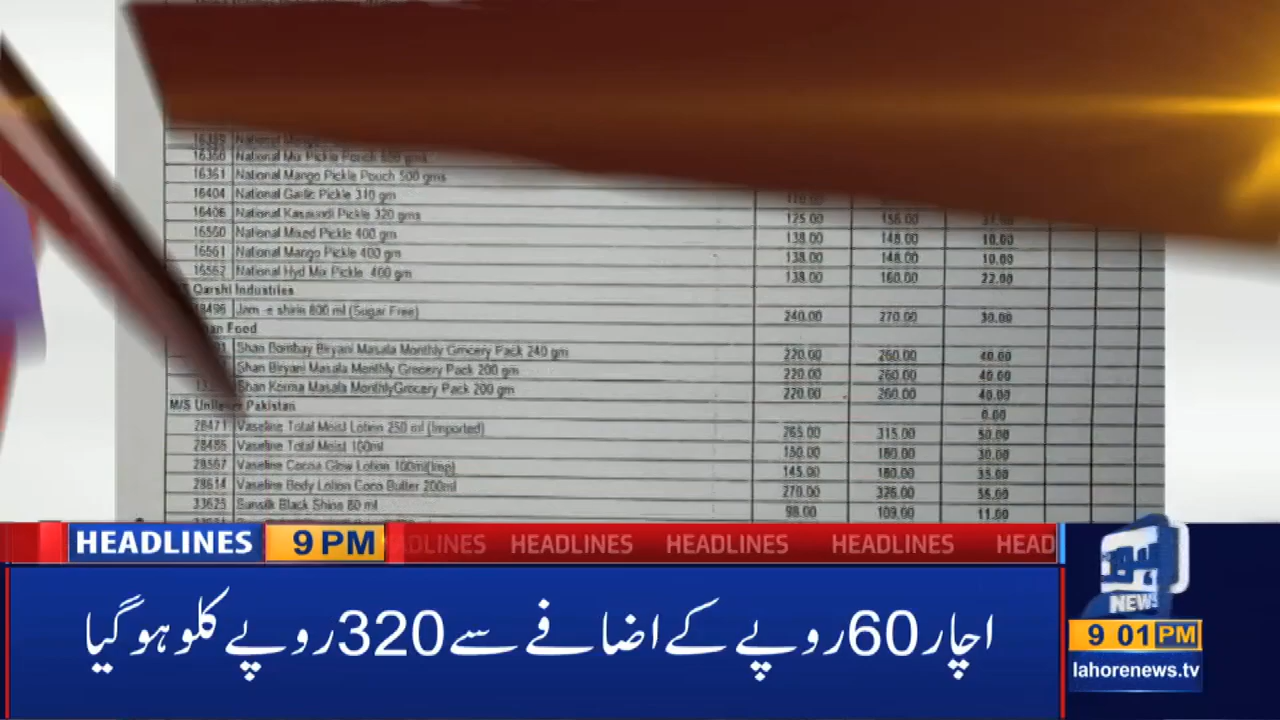 16360 National Mix Pickle Pouch
16361 National Mango Pickle Pouch 500 gms
16404 National Garlic Pickle 310 gm
16406 National Kasaundi Pickle 320 gms 125.00 156.00
16560 National Mixed Pickle 400 gm 138.00 148.00 10.00
16561 National Mango Pickle 400 gm 138.00 148.00 10.00
16562 National Hyd Mix Pickle 400 gm 138.00 160.00 22.00
Qarshi Industries
Jam -e shirin 800 ml (Sugar Free) 240.00 270.00 30.00
Food
Shan Bombay Biryani Masala Monthly Grocery Pack 240 gm 220.00 260.00 40.00
Shan Biryani Masala Monthly Grocery Pack 200 gm 220.00 260.00 40.00
Shan Korma Masala MonthlyGrocery Pack 200 gm 220.00 260.00 40.00
M/S Unilever Pakistan 0.00
28471 Vaseline Total Moist Lotion 250 ml (Imported) 265.00 315.00 50.00
28485 Vaseline Total Moist 100ml 150.00 180.00 30.00
28567 Vaseline Cocoa Glow Lotion 100ml(Imp) 145.00 180.00 35.00
28614 Vaseline Body Lotion Coco Butter 200ml 270.00 326.00 56.00
33625 Sunsilk Black Shine 80 ml 98.00 109.00 11.00
HEADLINES 9 PM ADLINES HEADLINES HEADLINES HEADLINES HEAD
اچار 60 روپے کے اضافے سے 320 روپے کلو ہو گیا
نیوز
NEWS
9 01 PM
lahorenews.tv